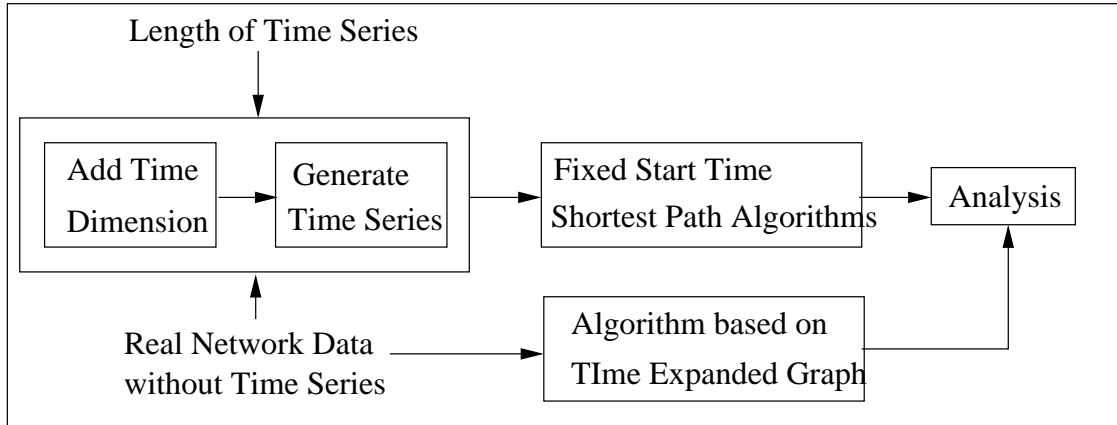 Length of Time Series
Add Time
Dimension
Generate
Time Series
Fixed Start Time
Shortest Path Algorithms
Analysis
Real Network Data
without Time Series
Algorithm based on
TIme Expanded Graph